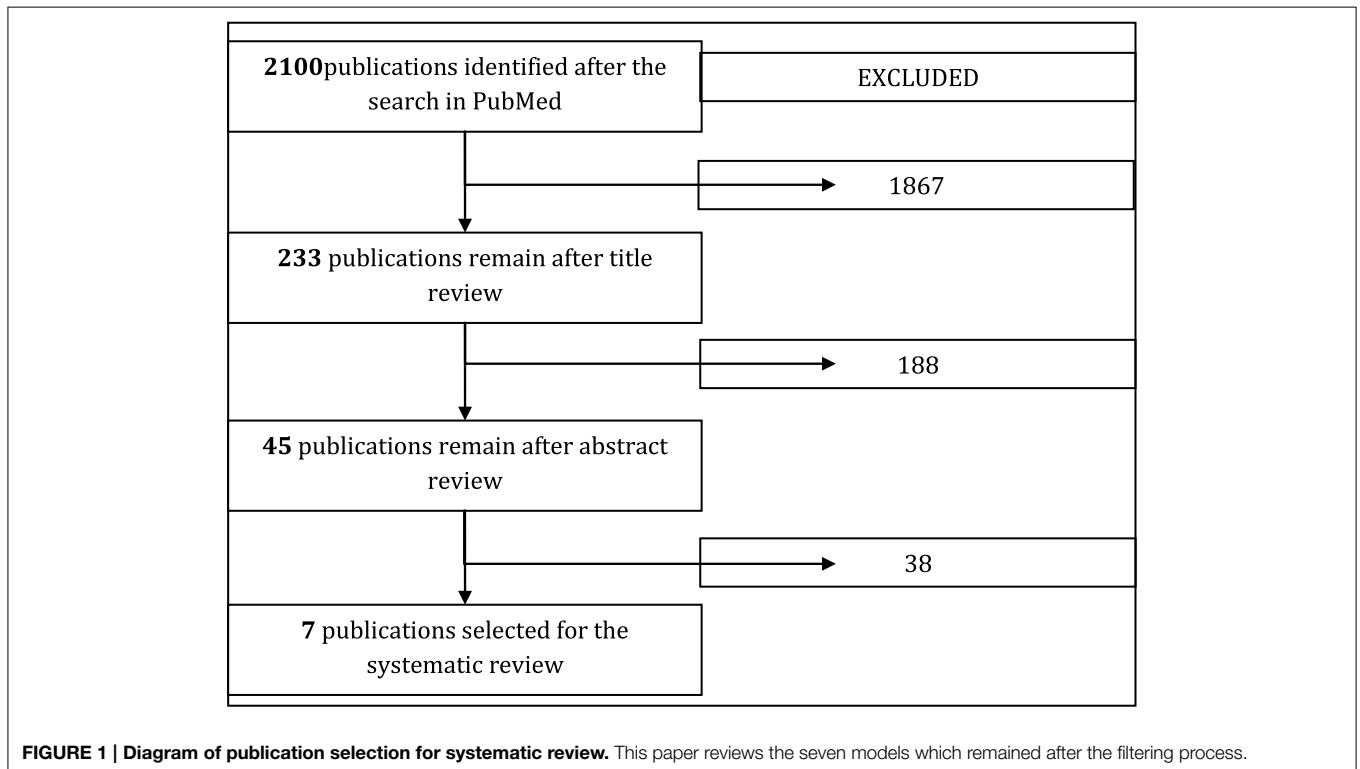 2100publications identified after the
search in PubMed
EXCLUDED
1867
233 publications remain after title
review
188
45 publications remain after abstract
review
38
7 publications selected for the
systematic review
FIGURE 1 | Diagram of publication selection for systematic review. This paper reviews the seven models which remained after the filtering process.